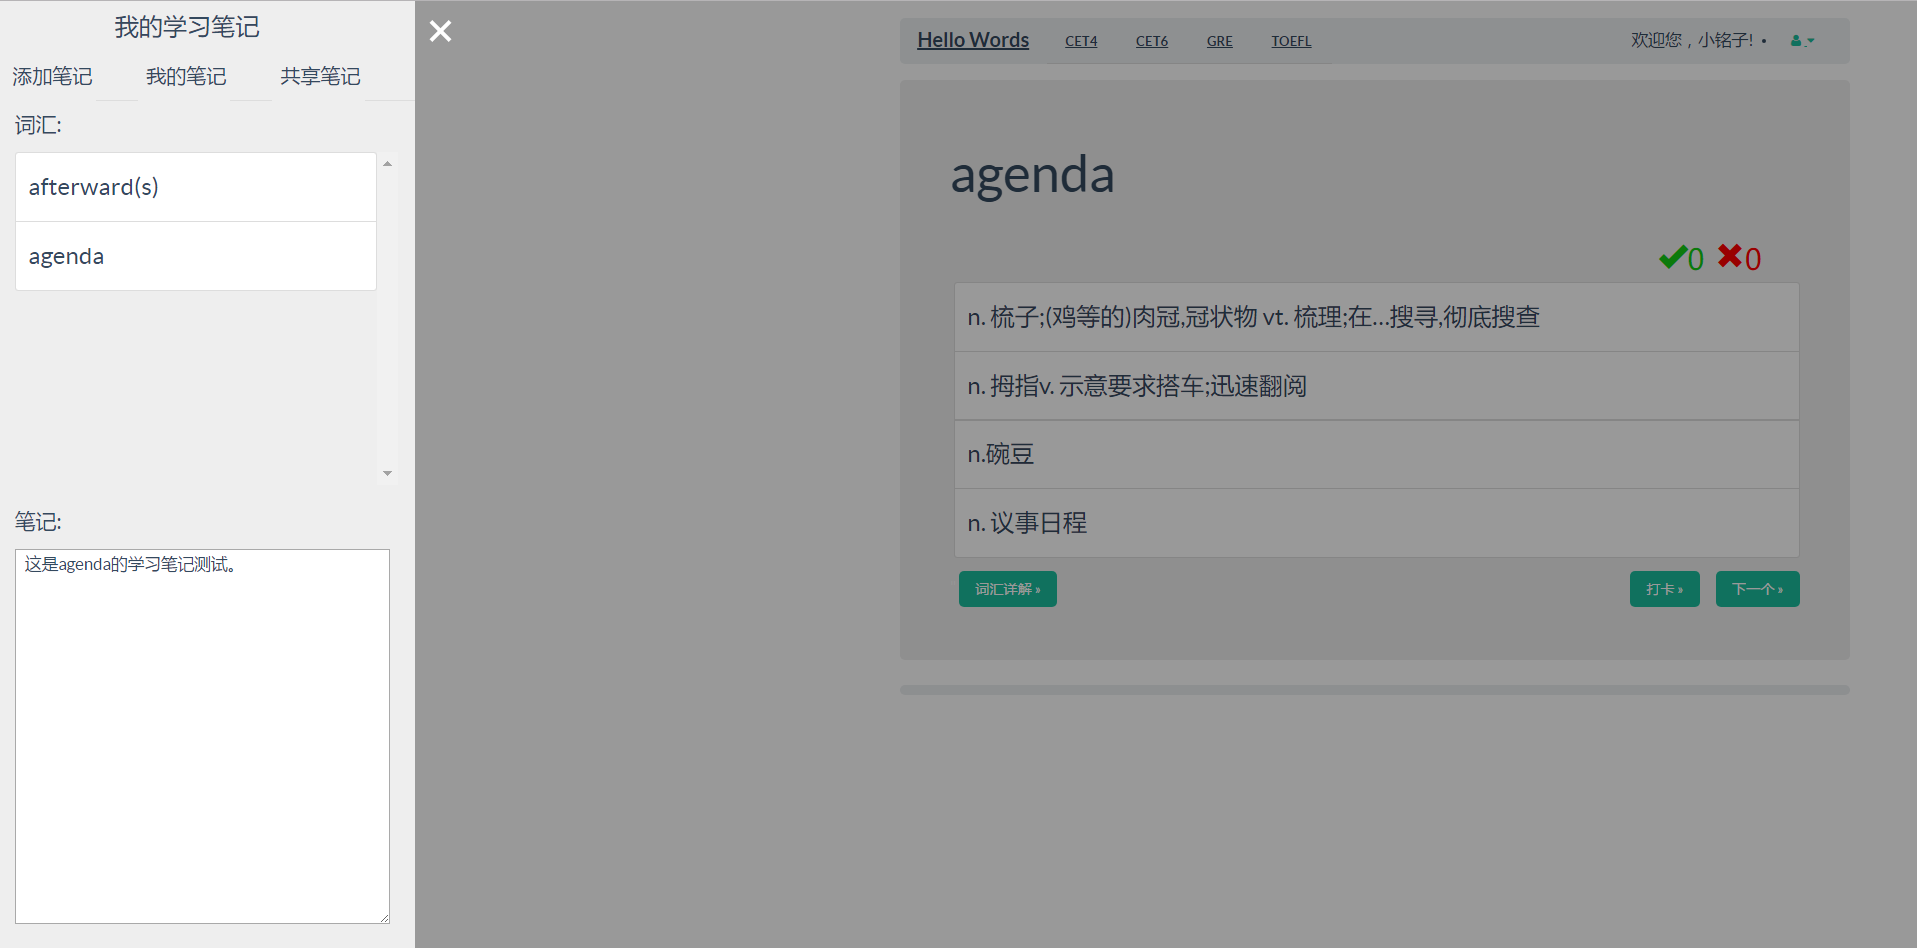 我的学习笔记
添加笔记 我的笔记 共享笔记
词汇:
afterward(s)
agenda
笔记:
这是agenda的学习笔记测试。
Hello Words CET4 CET6 GRE TOEFL 欢迎您，小铭子! •
agenda
0 0
n. 梳子;(鸡等的)肉冠,冠状物 vt. 梳理;在...搜寻,彻底搜查
n. 拇指v. 示意要求搭车;迅速翻阅
n.碗豆
n. 议事日程
词汇详解 » 打卡 » 下一个 »